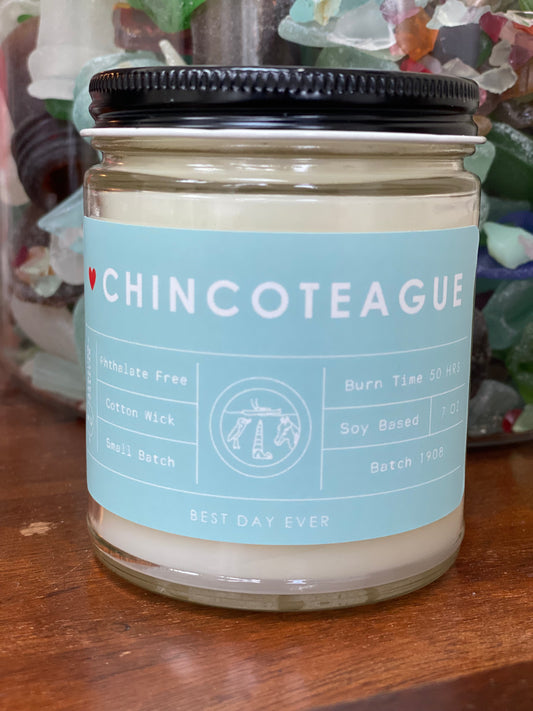 CHINCOTEAGUE
Phthalate Free
Cotton Wick
Small Batch
Burn Time 50 HRS
Soy Based
7 OZ
Batch 1908
BEST DAY EVER